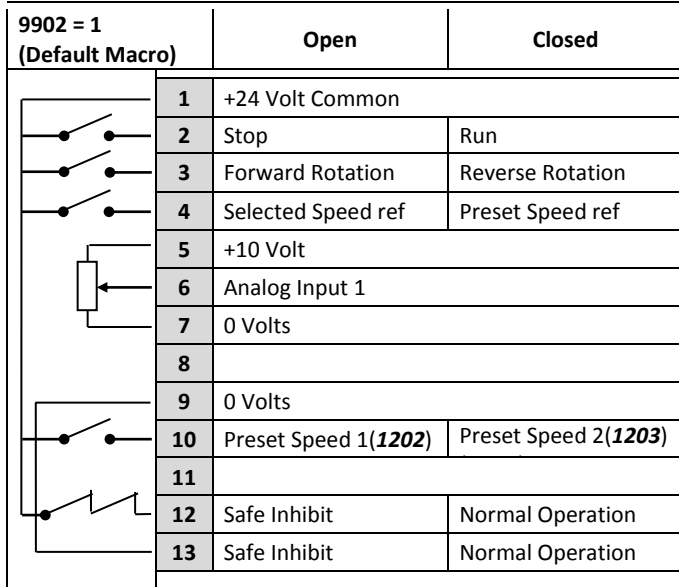 9902 = 1
(Default Macro)
Open
Closed
1 +24 Volt Common
2 Stop Run
3 Forward Rotation Reverse Rotation
4 Selected Speed ref Preset Speed ref
5 +10 Volt
6 Analog Input 1
7 0 Volts
8
9 0 Volts
10 Preset Speed 1(1202) Preset Speed 2(1203)
11
12 Safe Inhibit Normal Operation
13 Safe Inhibit Normal Operation